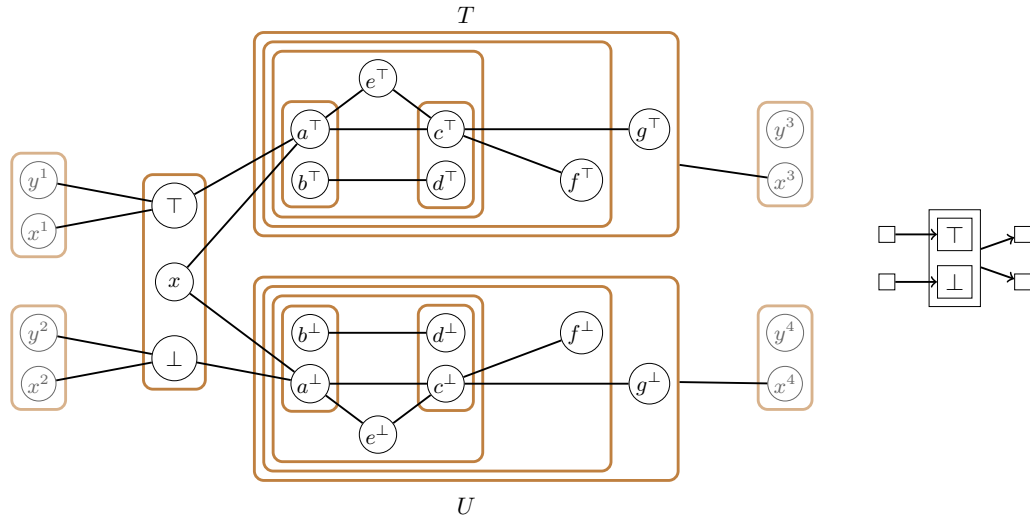 T
e⊤
a⊤ c⊤ g⊤ y³
y¹ b⊤ d⊤ f⊤ x³
⊤
x¹ ⊤
x ⊥
y² b⊥ d⊥ f⊥ y⁴
⊥
x² a⊥ c⊥ g⊥ x⁴
e⊥
U